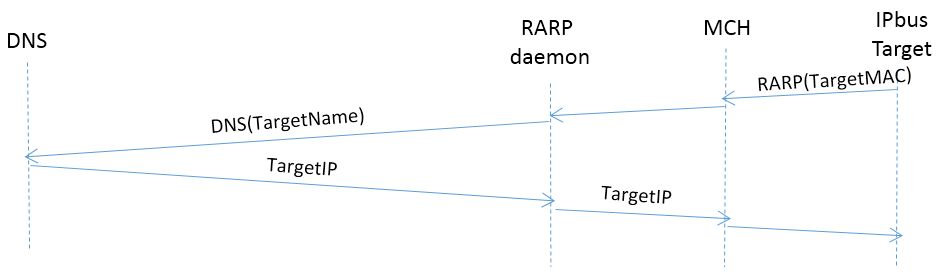 DNS
RARP
daemon
MCH
IPbus
Target
RARP(TargetMAC)
DNS(TargetName)
TargetIP
TargetIP